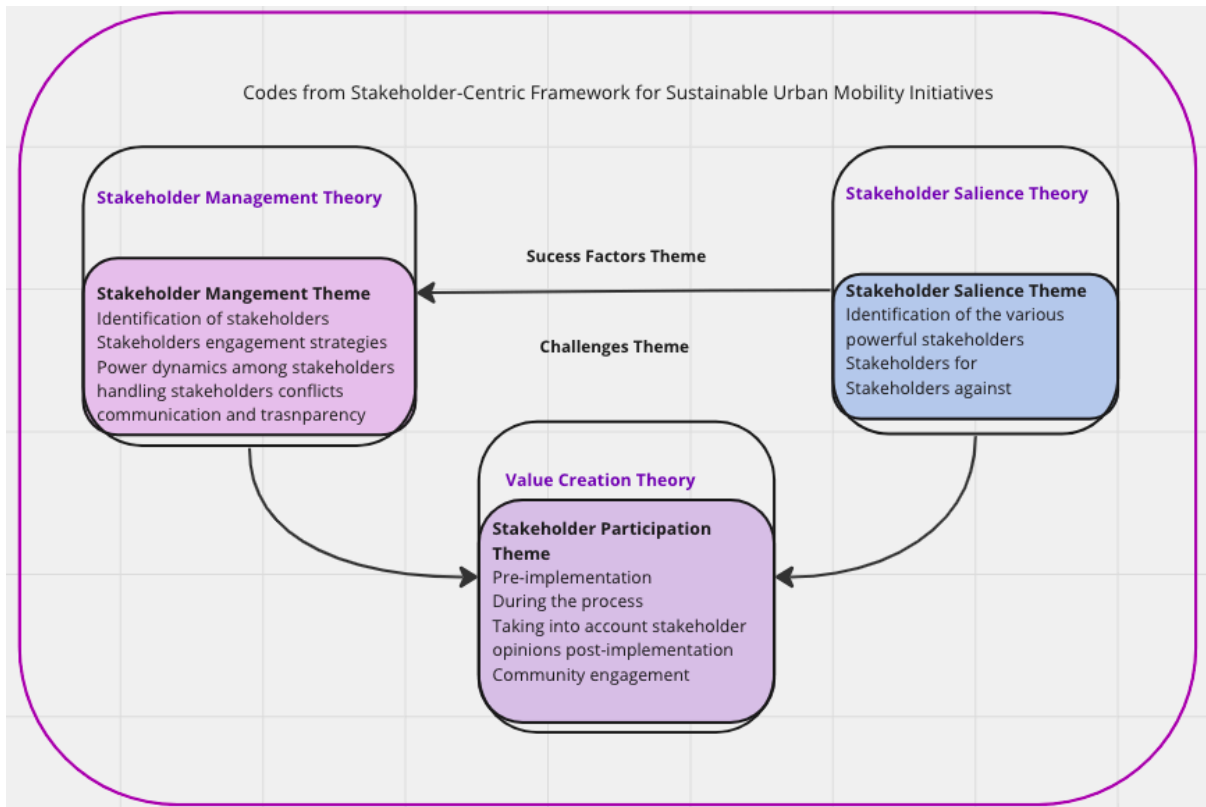 Codes from Stakeholder-Centric Framework for Sustainable Urban Mobility Initiatives
Stakeholder Management Theory
Stakeholder Mangement Theme
Identification of stakeholders
Stakeholders engagement strategies
Power dynamics among stakeholders
handling stakeholders conflicts
communication and trasnparency
Sucess Factors Theme
Challenges Theme
Stakeholder Salience Theory
Stakeholder Salience Theme
Identification of the various
powerful stakeholders
Stakeholders for
Stakeholders against
Value Creation Theory
Stakeholder Participation
Theme
Pre-implementation
During the process
Taking into account stakeholder
opinions post-implementation
Community engagement